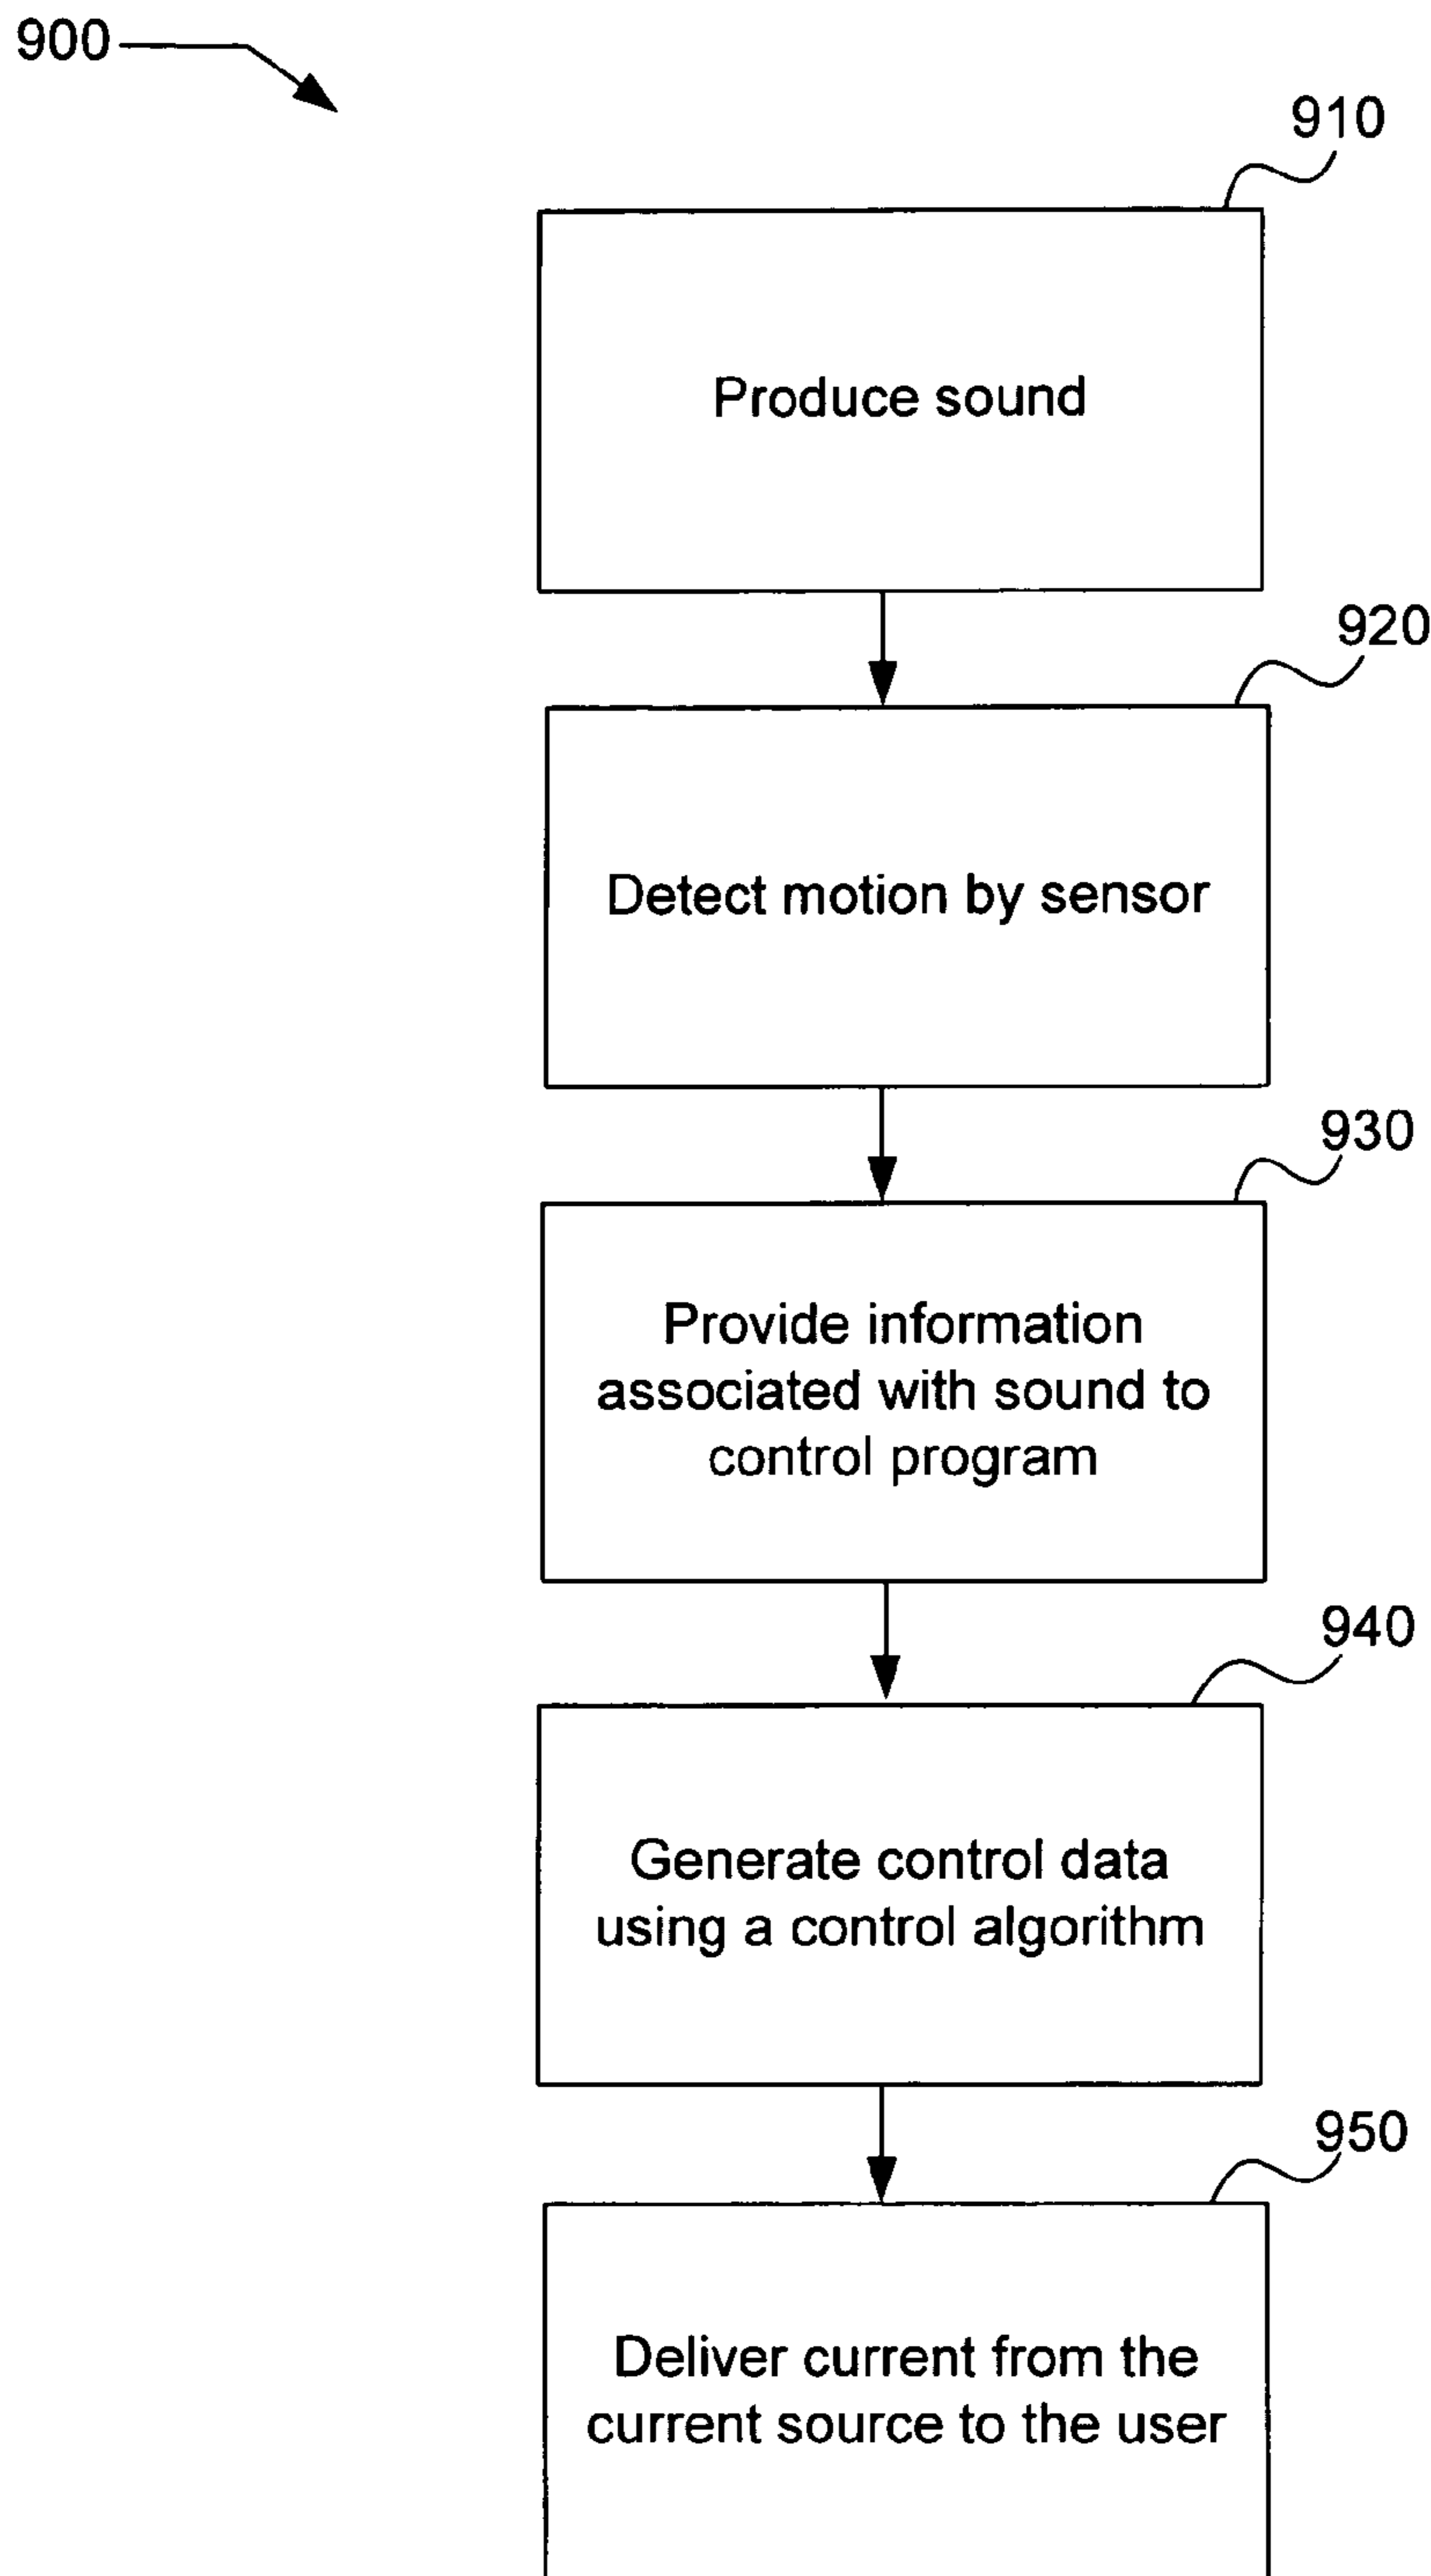 900
910
Produce sound
920
Detect motion by sensor
930
Provide information
associated with sound to
control program
940
Generate control data
using a control algorithm
950
Deliver current from the
current source to the user